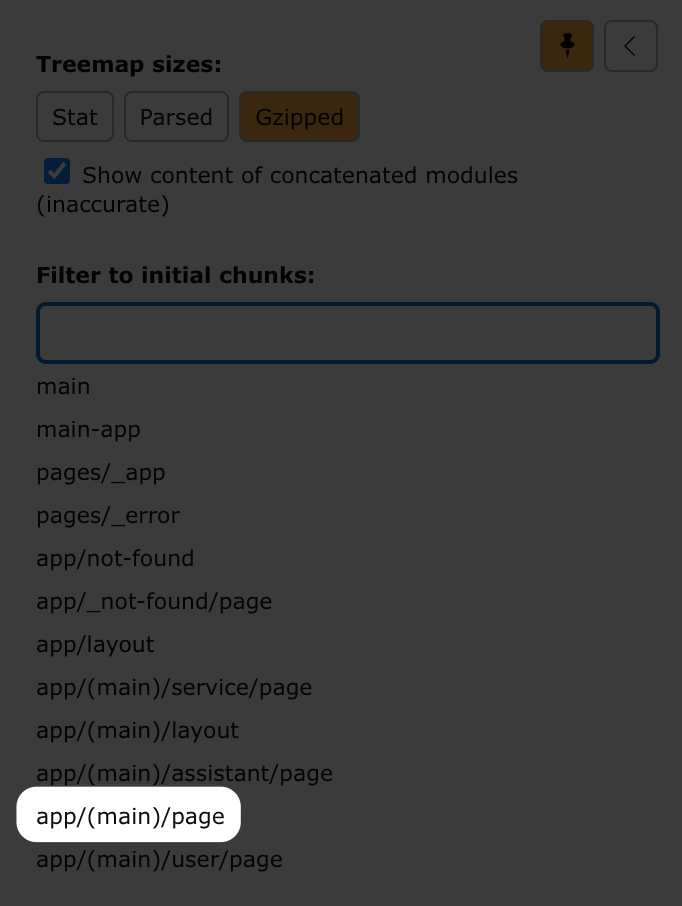 Treemap sizes:
Stat Parsed Gzipped
Show content of concatenated modules
(inaccurate)
Filter to initial chunks:
main
main-app
pages/_app
pages/_error
app/not-found
app/_not-found/page
app/layout
app/(main)/service/page
app/(main)/layout
app/(main)/assistant/page
app/(main)/page
app/(main)/user/page